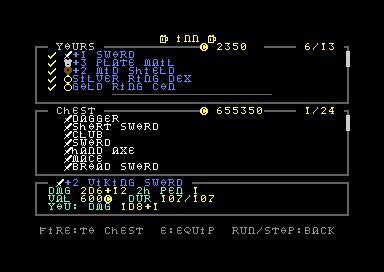 INN
YOURS 2350 6/13
+1 SWORD
+3 PLATE MAIL
+2 MID SHIELD
SILVER RING DEX
GOLD RING CON
CHEST 655350 1/24
DAGGER
SHORT SWORD
CLUB
SWORD
HAND AXE
MACE
BROAD SWORD
+2 VIKING SWORD
DMG 2D6+12 2H PEN 1
VAL 600 DUR 107/107
YOU: DMG 1D8+1
FIRE:TO CHEST E:EQUIP RUN/STOP:BACK